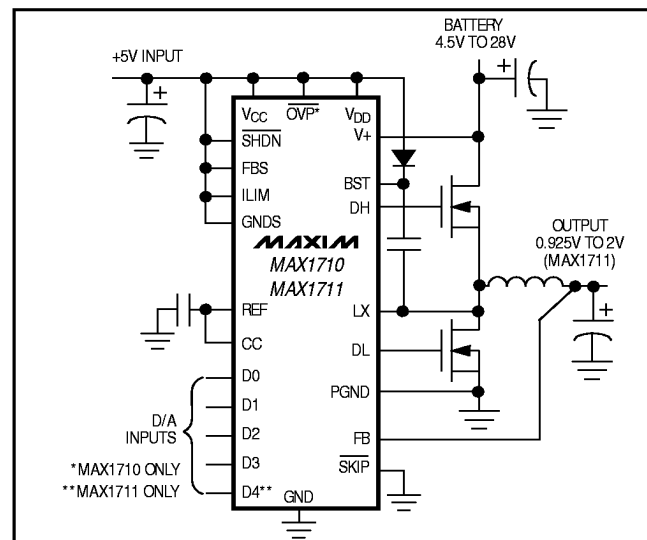 BATTERY
4.5V TO 28V
+5V INPUT
+
+
VCC
OVP*
VDD
V+
SHDN
FBS
BST
ILIM
DH
GNDS
OUTPUT
0.925V TO 2V
(MAX1711)
MAXIM
MAX1710
MAX1711
+
REF
LX
CC
DL
D0
PGND
D1
D/A
INPUTS
D2
FB
D3
SKIP
*MAX1710 ONLY
**MAX1711 ONLY
D4**
GND